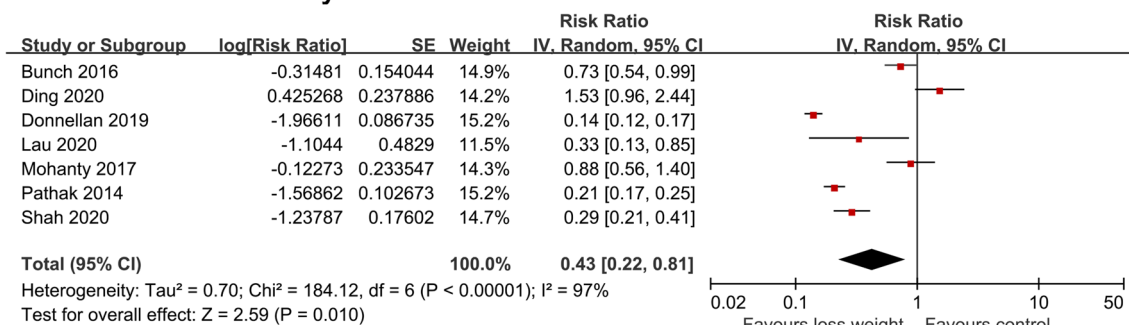 Risk Ratio Risk Ratio
Study or Subgroup log[Risk Ratio] SE Weight IV, Random, 95% CI IV, Random, 95% CI
Bunch 2016 -0.31481 0.154044 14.9% 0.73 [0.54, 0.99]
Ding 2020 0.425268 0.237886 14.2% 1.53 [0.96, 2.44]
Donnellan 2019 -1.96611 0.086735 15.2% 0.14 [0.12, 0.17]
Lau 2020 -1.1044 0.4829 11.5% 0.33 [0.13, 0.85]
Mohanty 2017 -0.12273 0.233547 14.3% 0.88 [0.56, 1.40]
Pathak 2014 -1.56862 0.102673 15.2% 0.21 [0.17, 0.25]
Shah 2020 -1.23787 0.17602 14.7% 0.29 [0.21, 0.41]
Total (95% CI) 100.0% 0.43 [0.22, 0.81]
Heterogeneity: Tau² = 0.70; Chi² = 184.12, df = 6 (P < 0.00001); I² = 97%
0.02 0.1 1 10 50
Test for overall effect: Z = 2.59 (P = 0.010)
Favours loss weight Favours control